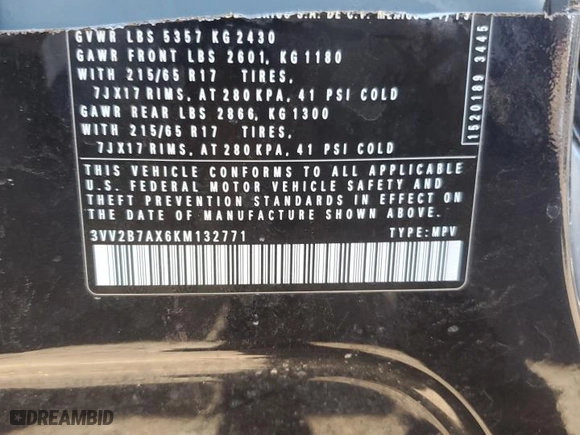 GVWR LBS 5357 KG 2430
GAWR FRONT LBS 2601, KG 1180
WITH 215/65 R17 TIRES,
7JX17 RIMS, AT 280 KPA, 41 PSI COLD
GAWR REAR LBS 2866, KG 1300
WITH 215/65 R17 TIRES,
7JX17 RIMS, AT 280 KPA, 41 PSI COLD
THIS VEHICLE CONFORMS TO ALL APPLICABLE
U.S. FEDERAL MOTOR VEHICLE SAFETY AND
THEFT PREVENTION STANDARDS IN EFFECT ON
THE DATE OF MANUFACTURE SHOWN ABOVE.
3VV2B7AX6KM132771 TYPE: MPV
1520189 3445
DREAMBID